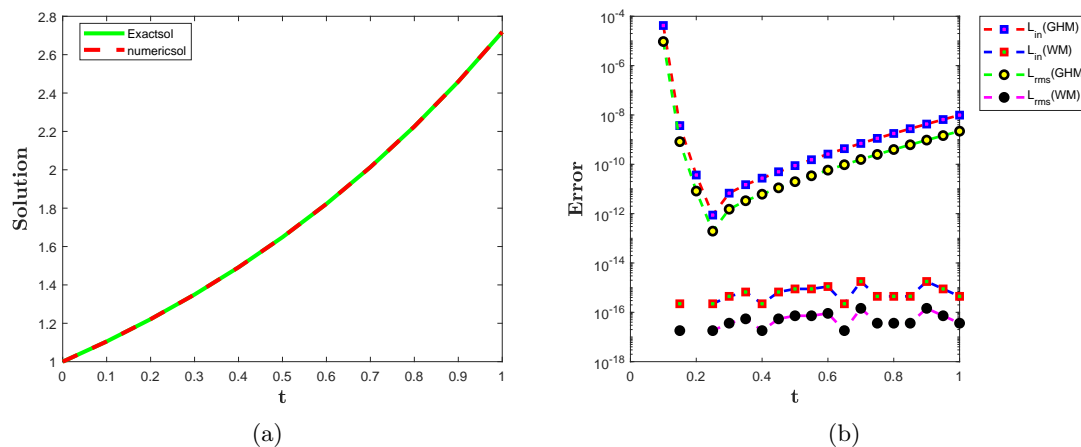 2.8
2.6
2.4
2.2
2
1.8
1.6
1.4
1.2
1
0 0.1 0.2 0.3 0.4 0.5 0.6 0.7 0.8 0.9 1
Solution
t
Exactsol
numericsol
(a)
10^-4
10^-6
10^-8
10^-10
10^-12
10^-14
10^-16
10^-18
0 0.2 0.4 0.6 0.8 1
Error
t
L_in(GHM)
L_in(WM)
L_rms(GHM
L_rms(WM)
(b)